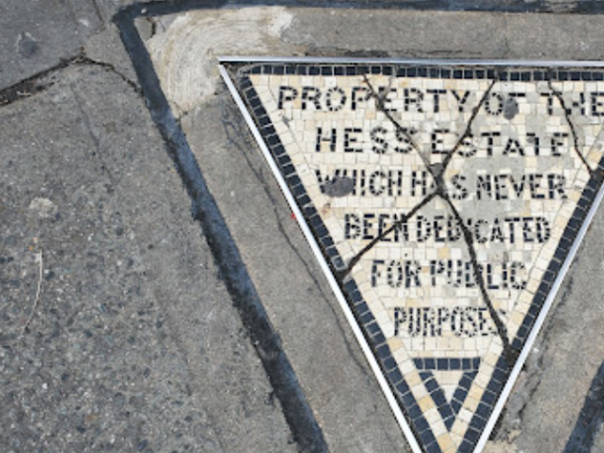 PROPERTY OF THE
HESS ESTATE
WHICH HAS NEVER
BEEN DEDICATED
FOR PUBLIC
PURPOSES